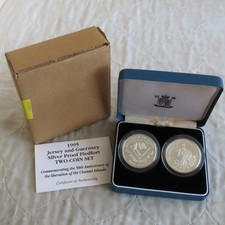 1995
Jersey and Guernsey
Silver Proof Piedfort
TWO COIN SET
Commemorating the 50th Anniversary of
the liberation of the Channel Islands
Certificate of Authenticity